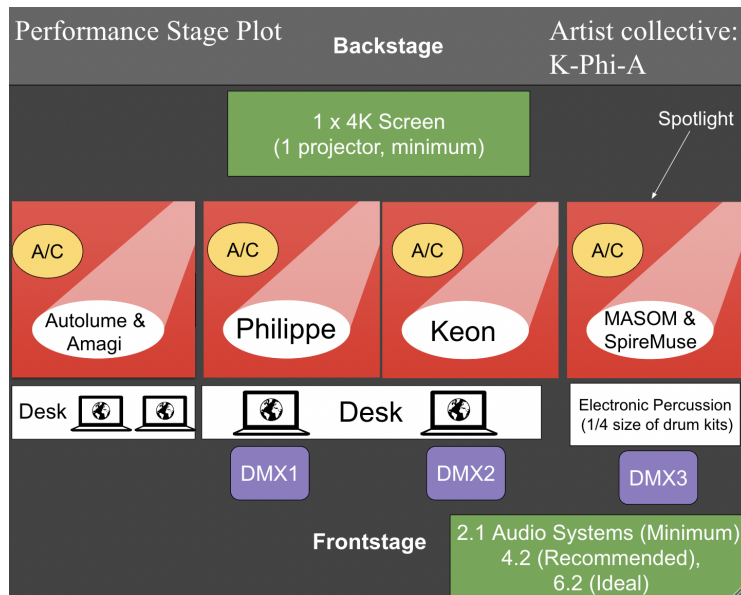 Performance Stage Plot
Backstage
Artist collective:
K-Phi-A
1 x 4K Screen
(1 projector, minimum)
Spotlight
A/C
A/C
A/C
A/C
Autolume &
Amagi
Philippe
Keon
MASOM &
SpireMuse
Desk
Desk
Electronic Percussion
(1/4 size of drum kits)
DMX1
DMX2
DMX3
Frontstage
2.1 Audio Systems (Minimum)
4.2 (Recommended),
6.2 (Ideal)